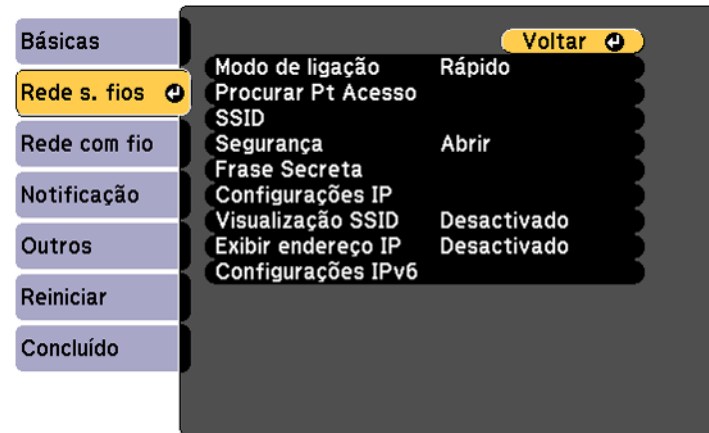 Básicas
Rede s. fios
Rede com fio
Notificação
Outros
Reiniciar
Concluído
Voltar
Modo de ligação Rápido
Procurar Pt Acesso
SSID
Segurança Abrir
Frase Secreta
Configurações IP
Visualização SSID Desactivado
Exibir endereço IP Desactivado
Configurações IPv6